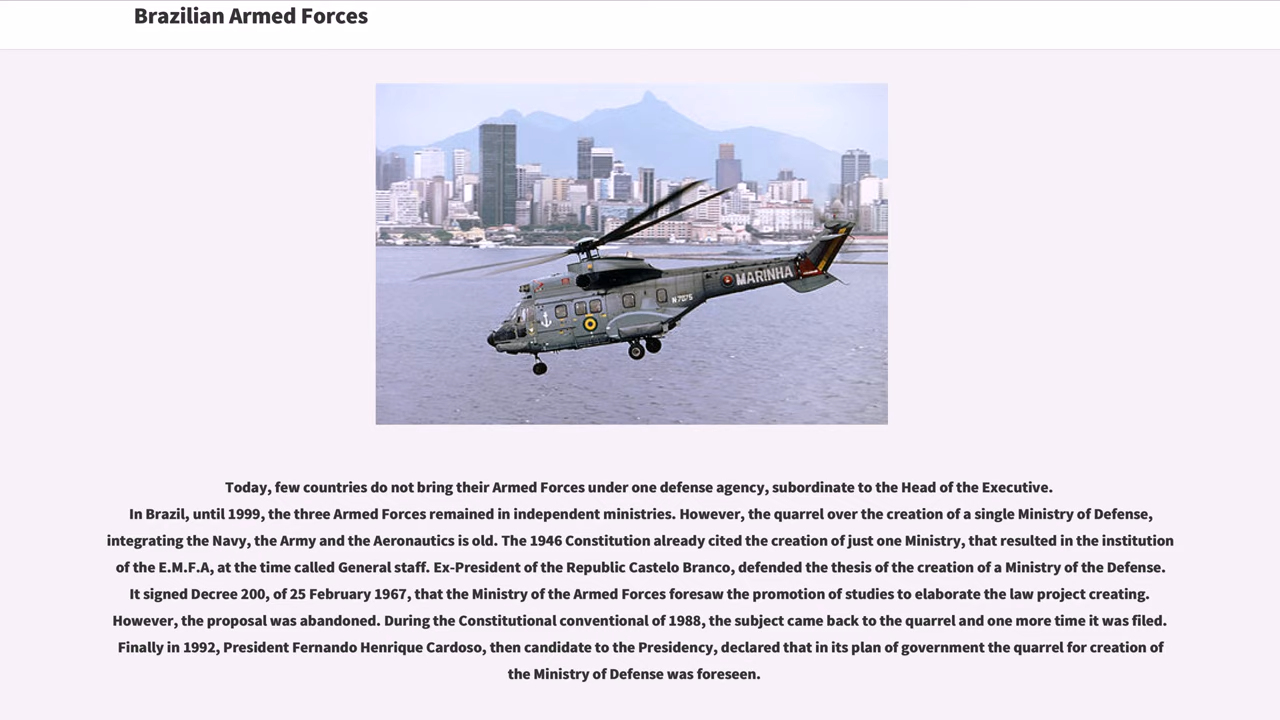 Brazilian Armed Forces
MARINHA
N 7075
Today, few countries do not bring their Armed Forces under one defense agency, subordinate to the Head of the Executive.
In Brazil, until 1999, the three Armed Forces remained in independent ministries. However, the quarrel over the creation of a single Ministry of Defense,
integrating the Navy, the Army and the Aeronautics is old. The 1946 Constitution already cited the creation of just one Ministry, that resulted in the institution
of the E.M.F.A, at the time called General staff. Ex-President of the Republic Castelo Branco, defended the thesis of the creation of a Ministry of the Defense.
It signed Decree 200, of 25 February 1967, that the Ministry of the Armed Forces foresaw the promotion of studies to elaborate the law project creating.
However, the proposal was abandoned. During the Constitutional conventional of 1988, the subject came back to the quarrel and one more time it was filed.
Finally in 1992, President Fernando Henrique Cardoso, then candidate to the Presidency, declared that in its plan of government the quarrel for creation of
the Ministry of Defense was foreseen.